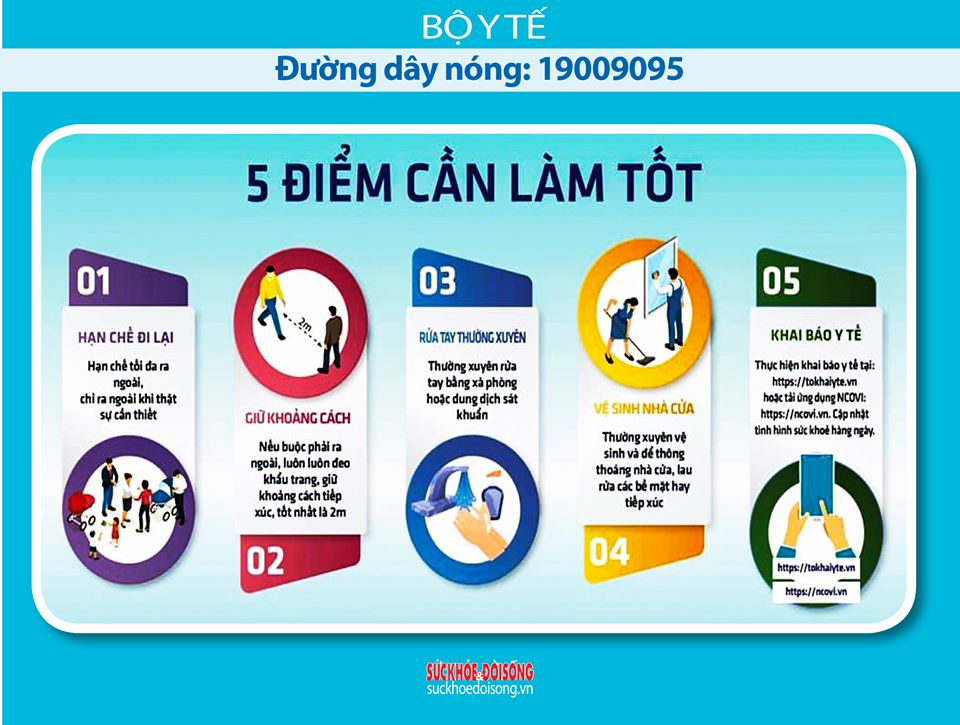 BỘ Y TẾ
Đường dây nóng: 19009095
5 ĐIỂM CẦN LÀM TỐT
01
HẠN CHẾ ĐI LẠI
Hạn chế tối đa ra
ngoài,
chỉ ra ngoài khi thật
sự cần thiết
2m
GIỮ KHOẢNG CÁCH
Nếu buộc phải ra
ngoài, luôn luôn đeo
khẩu trang, giữ
khoảng cách tiếp
xúc, tốt nhất là 2m
02
03
RỬA TAY THƯỜNG XUYÊN
Thường xuyên rửa
tay bằng xà phòng
hoặc dung dịch sát
khuẩn
VỆ SINH NHÀ CỬA
Thường xuyên vệ
sinh và để thông
thoáng nhà cửa, lau
rửa các bề mặt hay
tiếp xúc
04
05
KHAI BÁO Y TẾ
Thực hiện khai báo y tế tại:
https://tokhaiyte.vn
hoặc tải ứng dụng NCOVI:
https://ncovi.vn. Cập nhật
tình hình sức khoẻ hàng ngày.
https://tokhaiyte.vn
https://ncovi.vn
SỨC KHỎE & ĐỜI SỐNG
suckhoedoisong.vn